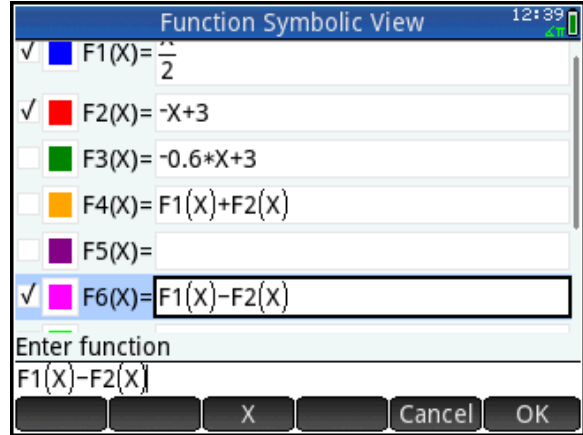 Function Symbolic View 12:39
∡π
√ F1(X)= X/2
√ F2(X)= -X+3
F3(X)= -0.6*X+3
F4(X)= F1(X)+F2(X)
F5(X)=
√ F6(X)= F1(X)-F2(X)
Enter function
F1(X)-F2(X)
X Cancel OK